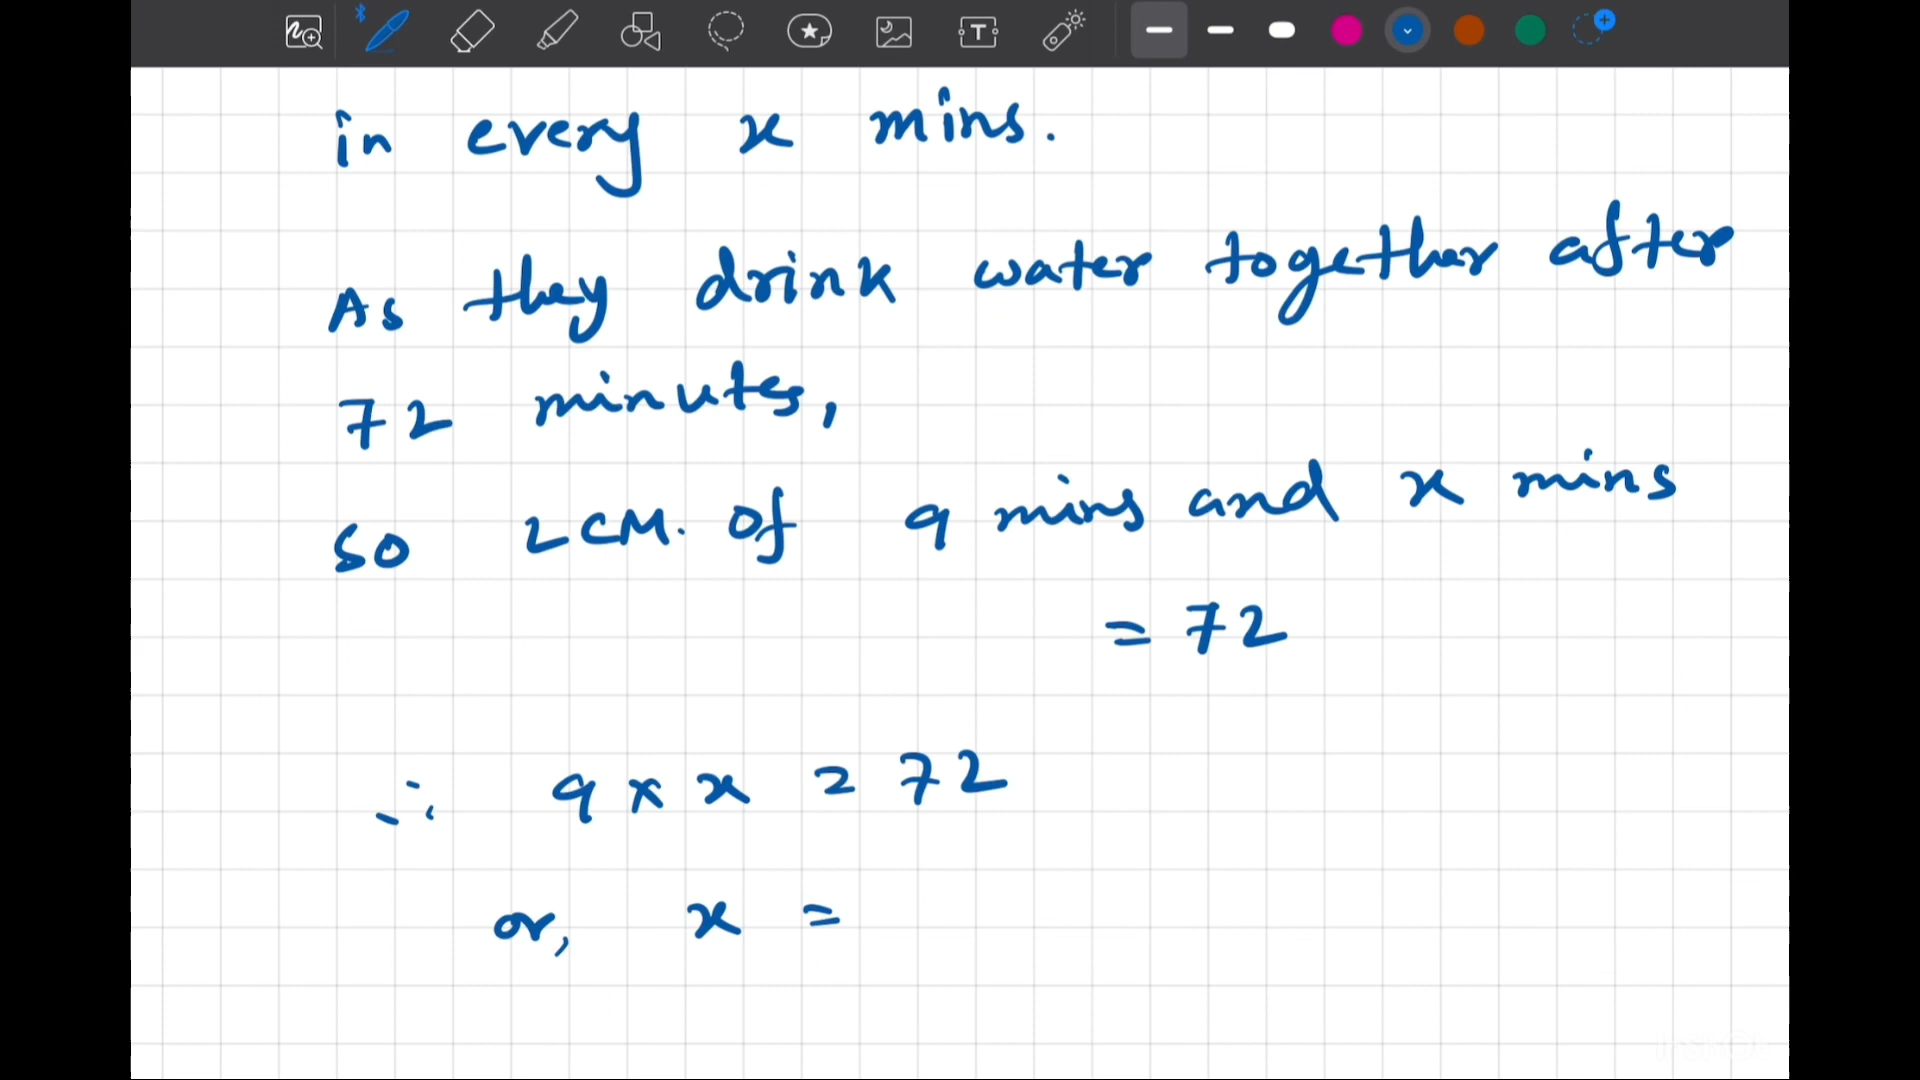 in every x mins.
As they drink water together after
72 minutes,
so LCM. of 9 mins and x mins
= 72
∴ 9 × x = 72
or, x =